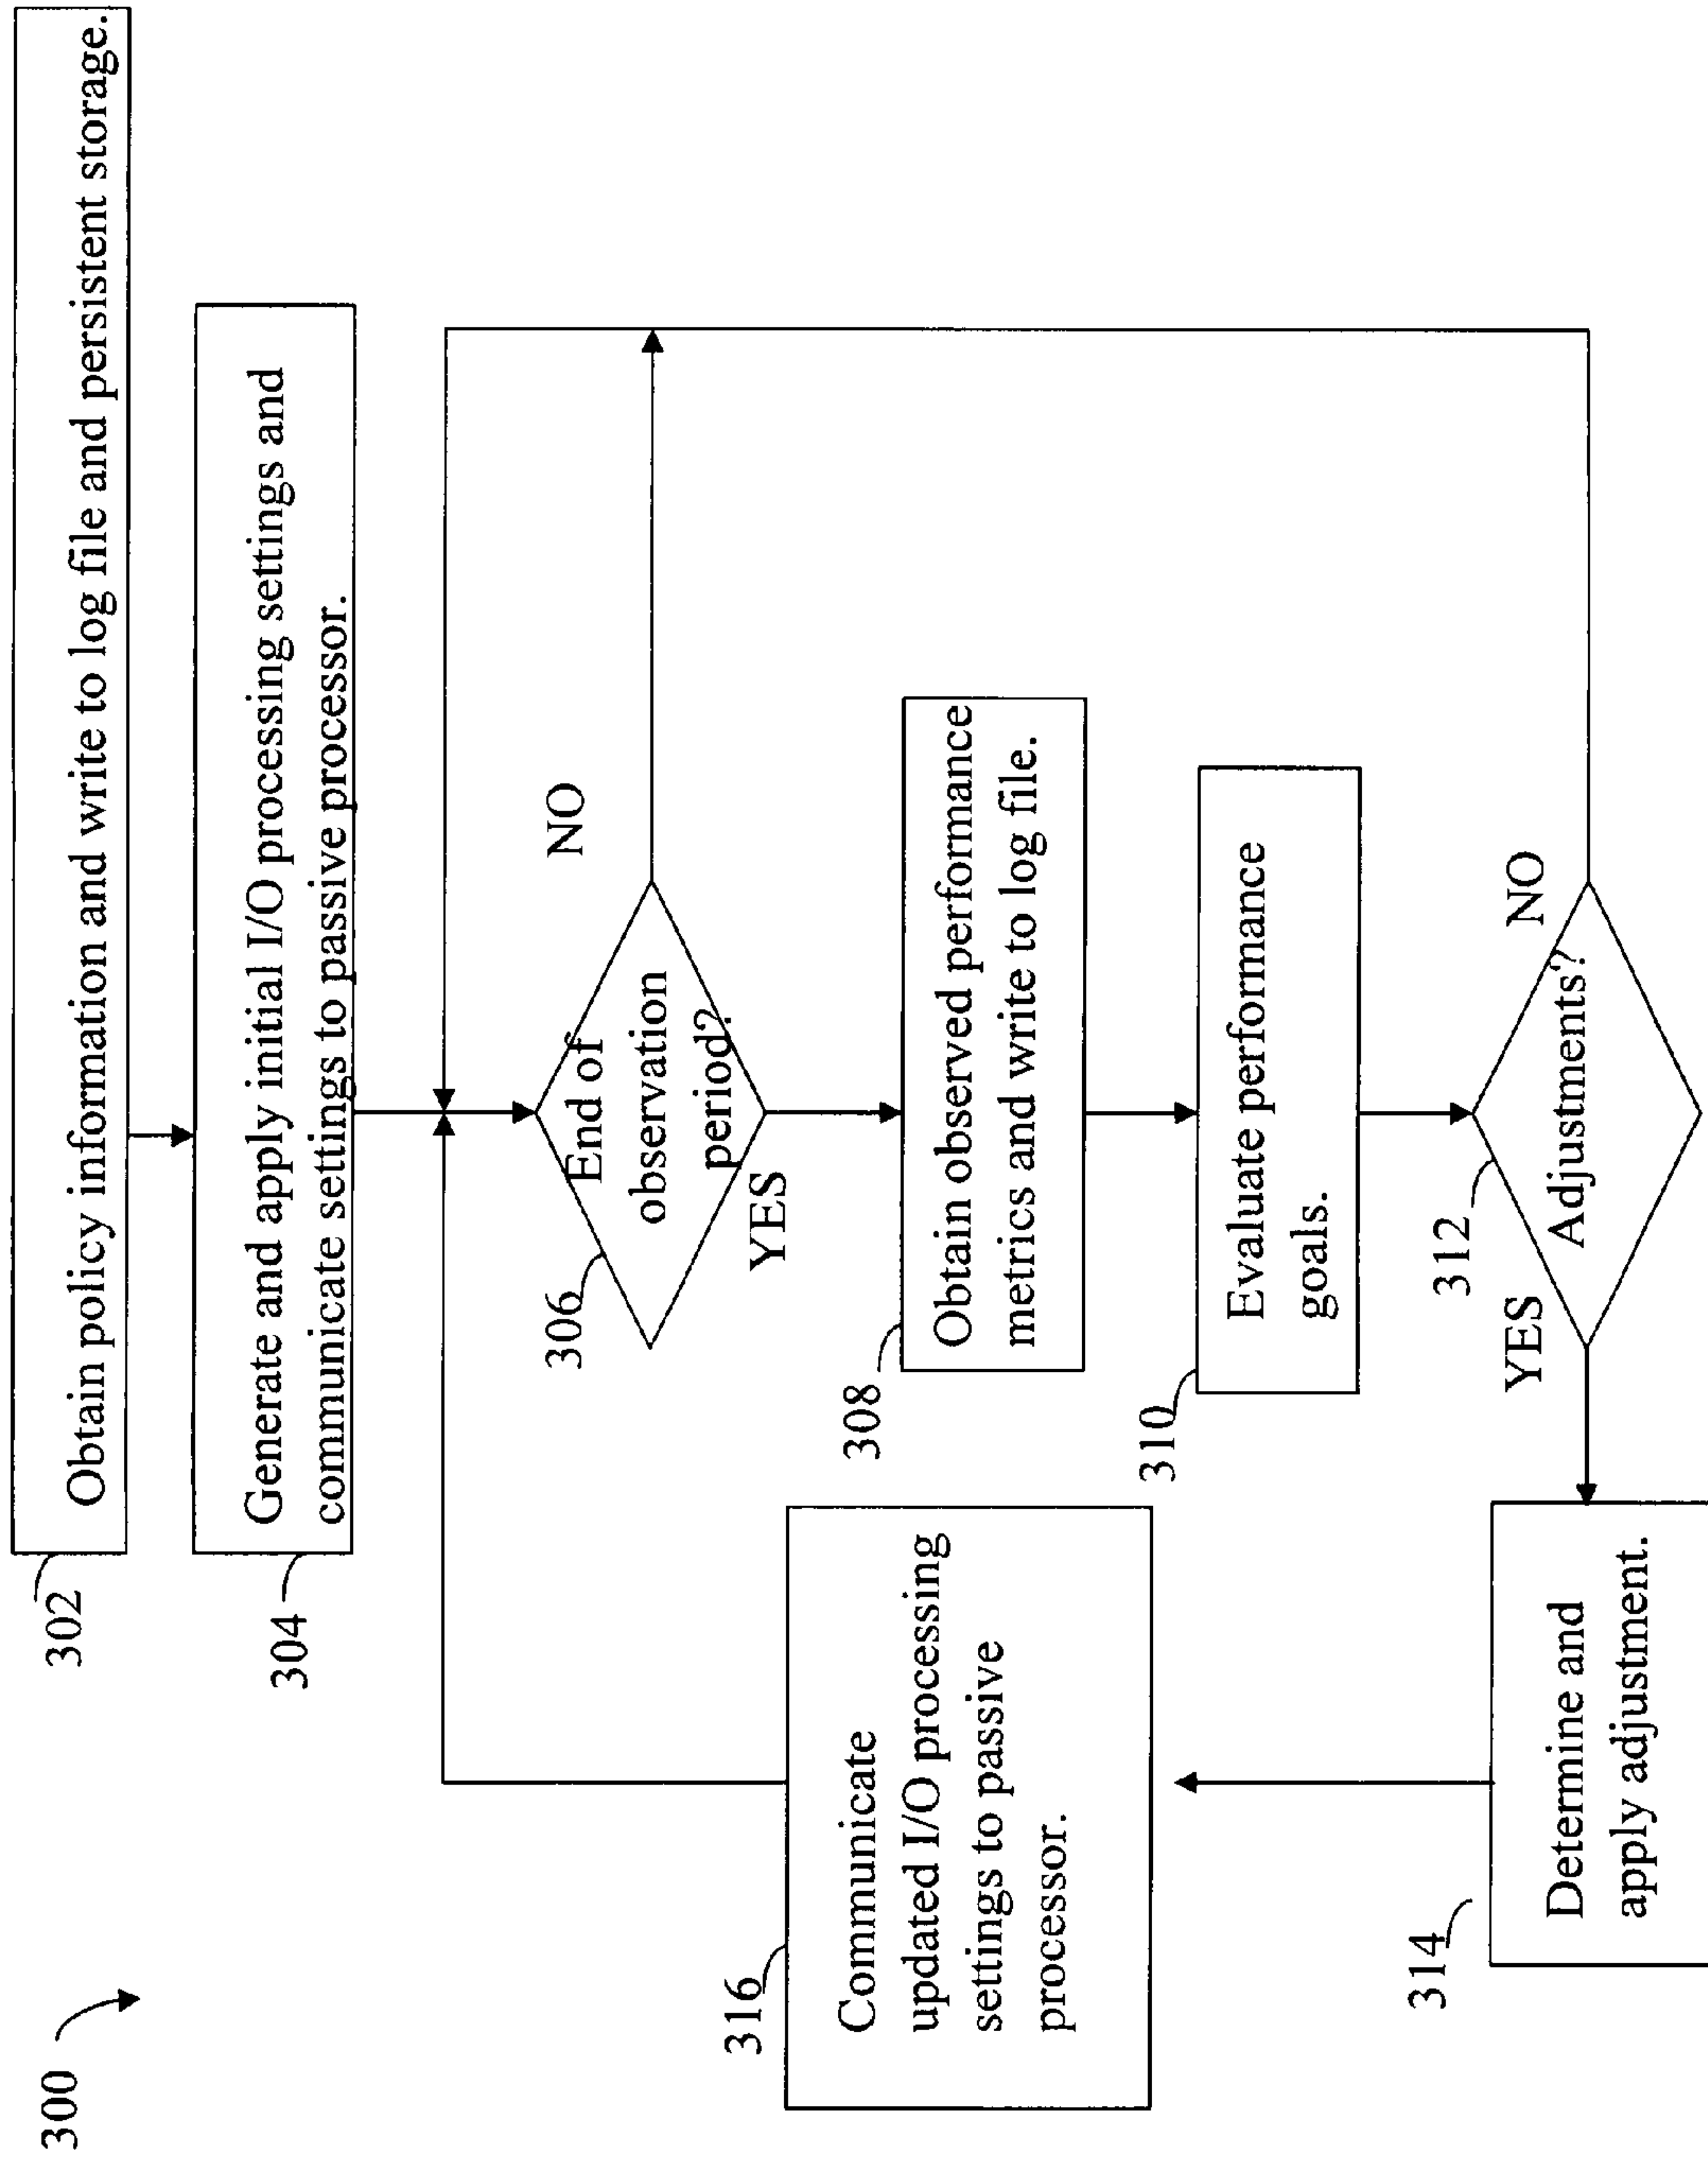 300
302
Obtain policy information and write to log file and persistent storage.
304
Generate and apply initial I/O processing settings and
communicate settings to passive processor.
306
End of
observation
period?
NO
YES
308
Obtain observed performance
metrics and write to log file.
310
Evaluate performance
goals.
312
Adjustments?
NO
YES
314
Determine and
apply adjustment.
316
Communicate
updated I/O processing
settings to passive
processor.